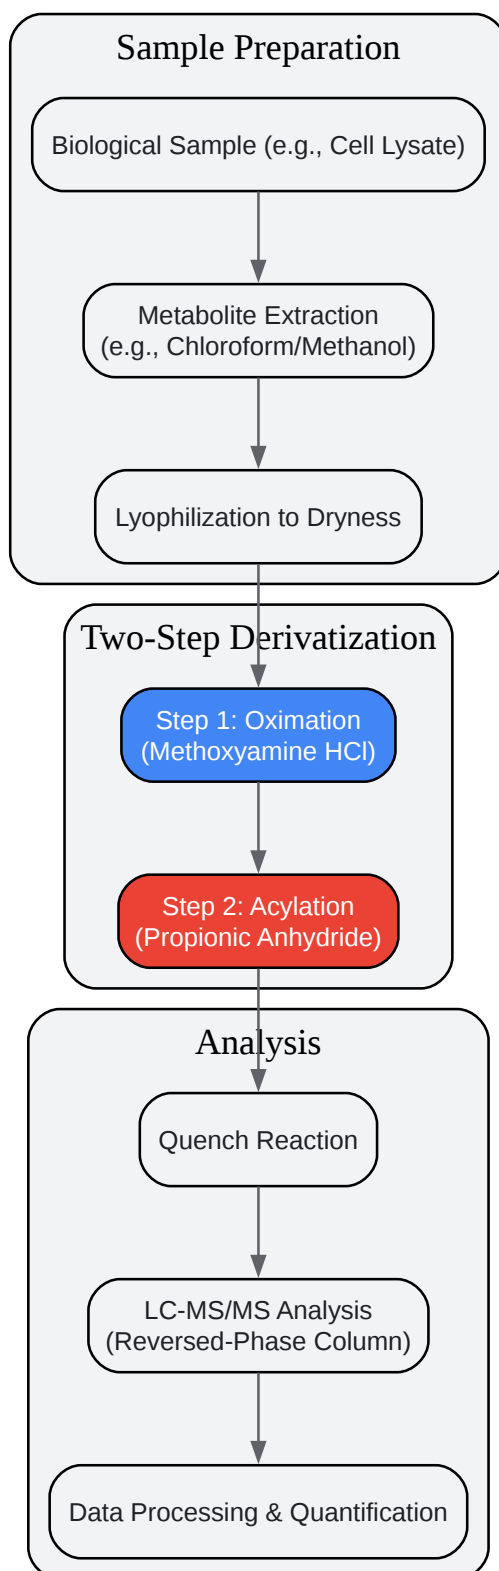 Sample Preparation
Biological Sample (e.g., Cell Lysate)
Metabolite Extraction
(e.g., Chloroform/Methanol)
Lyophilization to Dryness
Two-Step Derivatization
Step 1: Oximation
(Methoxyamine HCl)
Step 2: Acylation
(Propionic Anhydride)
Analysis
Quench Reaction
LC-MS/MS Analysis
(Reversed-Phase Column)
Data Processing & Quantification